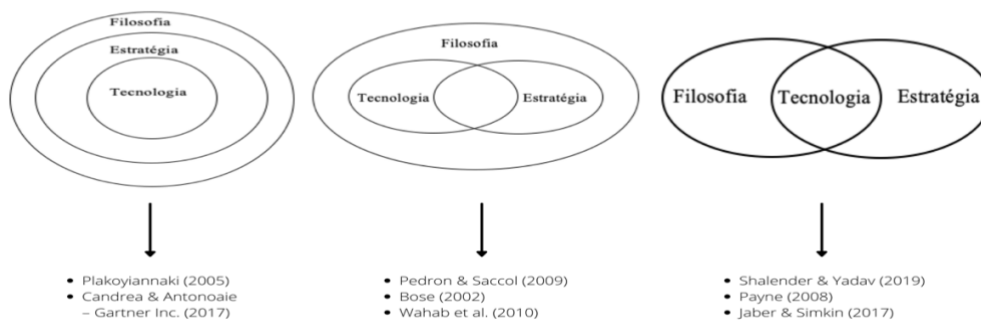 Filosofia
Estratégia
Tecnologia
Filosofia
Tecnologia
Estratégia
Filosofia
Tecnologia
Estratégia
• Plakoyiannaki (2005)
• Candrea & Antonoaie
– Gartner Inc. (2017)
• Pedron & Saccol (2009)
• Bose (2002)
• Wahab et al. (2010)
• Shalender & Yadav (2019)
• Payne (2008)
• Jaber & Simkin (2017)